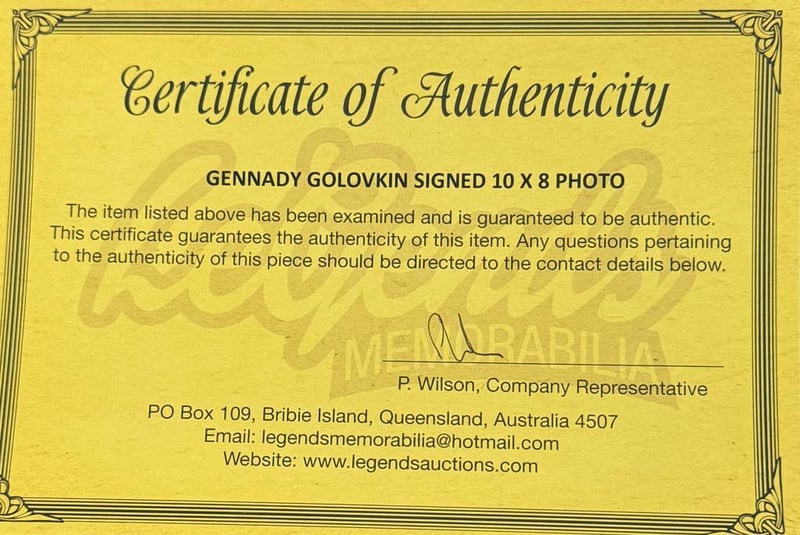 Certificate of Authenticity
GENNADY GOLOVKIN SIGNED 10 X 8 PHOTO
The item listed above has been examined and is guaranteed to be authentic.
This certificate guarantees the authenticity of this item. Any questions pertaining
to the authenticity of this piece should be directed to the contact details below.
Legends
MEMORABILIA
P. Wilson, Company Representative
PO Box 109, Bribie Island, Queensland, Australia 4507
Email: legendsmemorabilia@hotmail.com
Website: www.legendsauctions.com